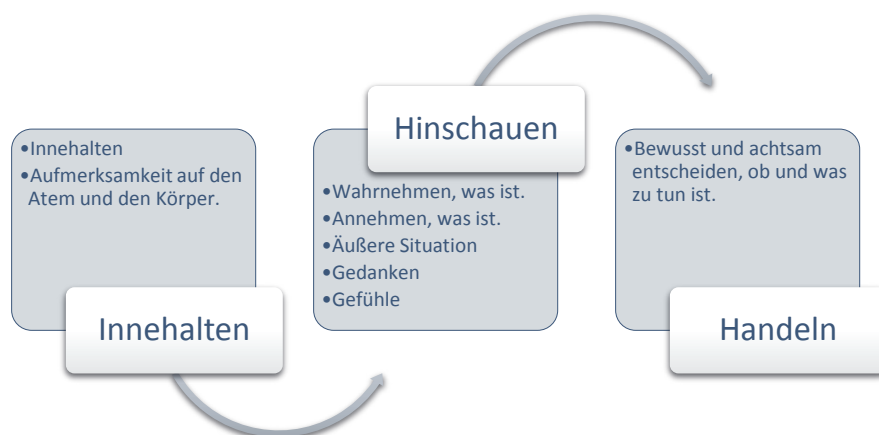 •Innehalten
•Aufmerksamkeit auf den
Atem und den Körper.
Innehalten
Hinschauen
•Wahrnehmen, was ist.
•Annehmen, was ist.
•Äußere Situation
•Gedanken
•Gefühle
•Bewusst und achtsam
entscheiden, ob und was
zu tun ist.
Handeln